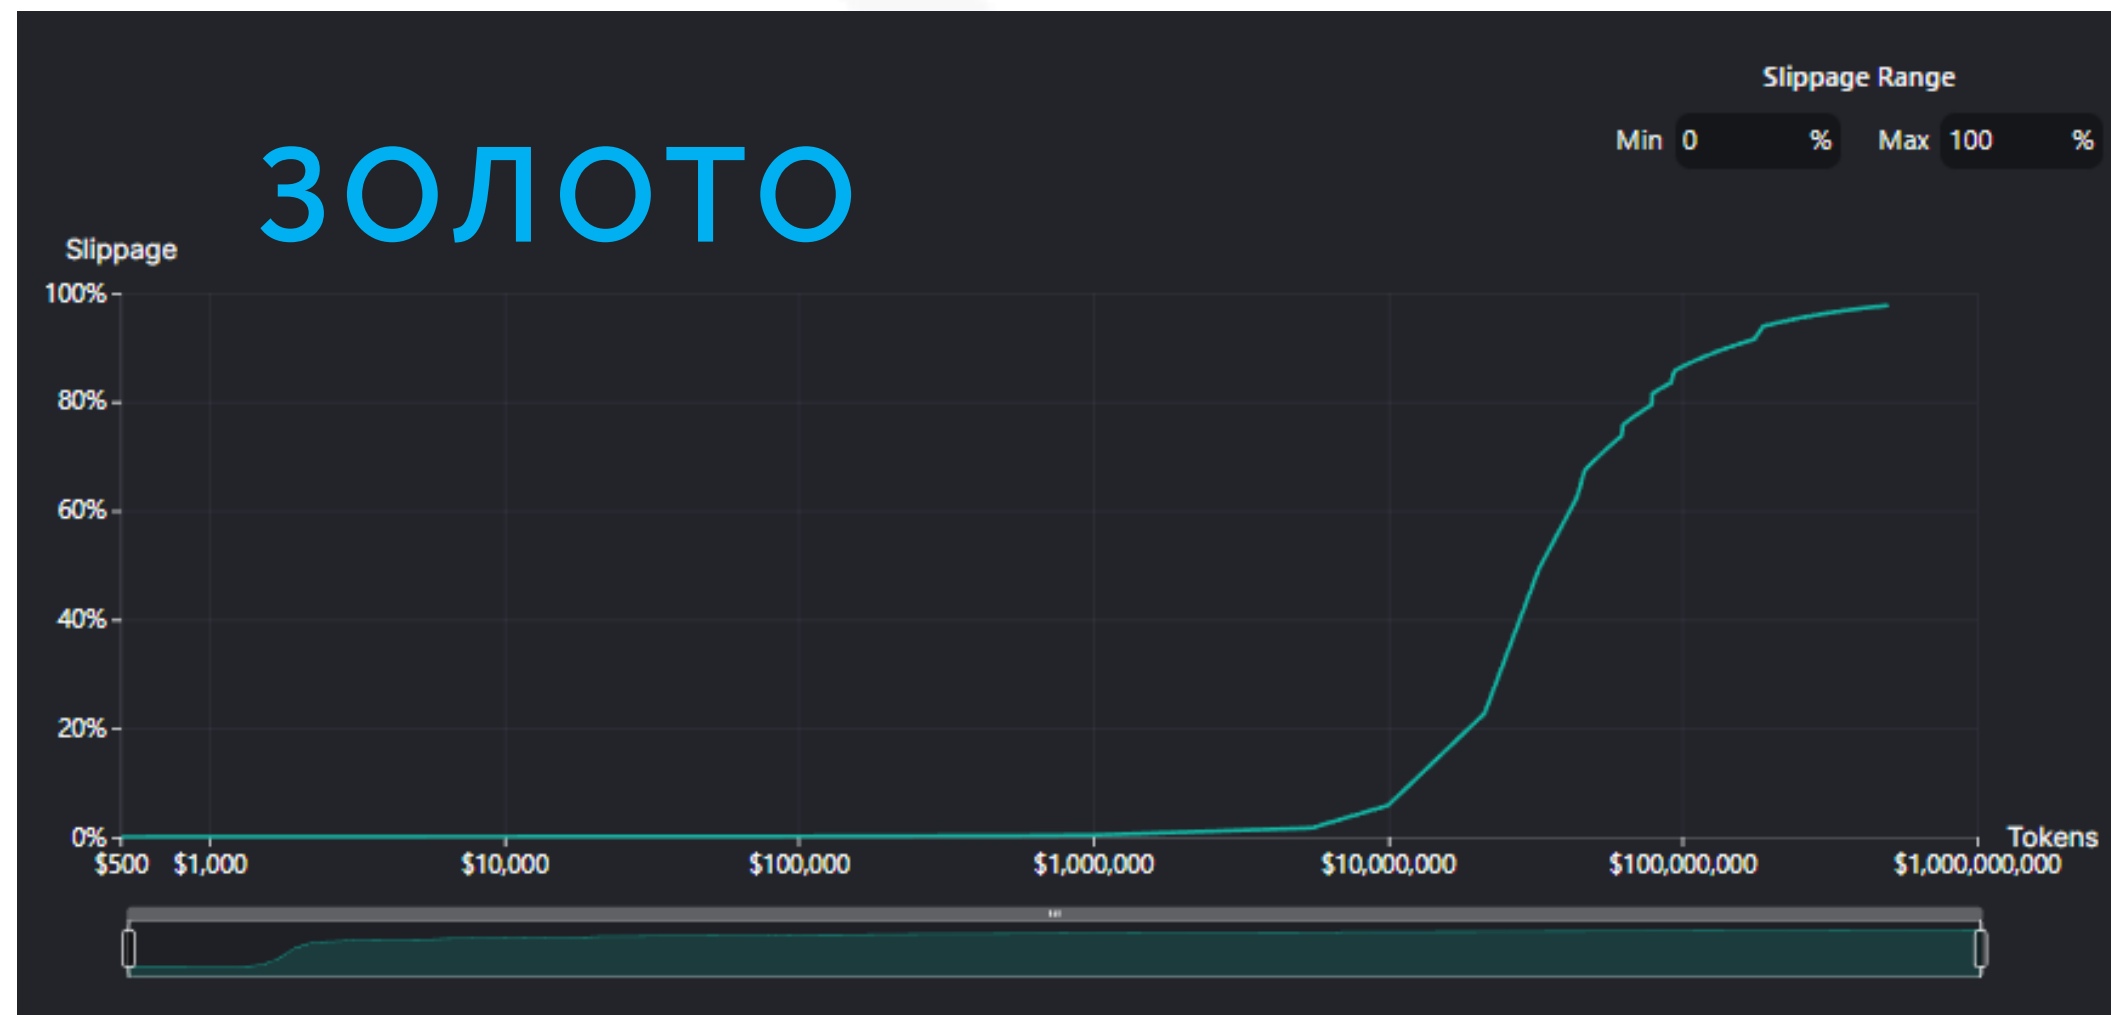 Slippage Range
Min 0 % Max 100 %
ЗОЛОТО
Slippage
100%
80%
60%
40%
20%
0%
Tokens
$500 $1,000 $10,000 $100,000 $1,000,000 $10,000,000 $100,000,000 $1,000,000,000